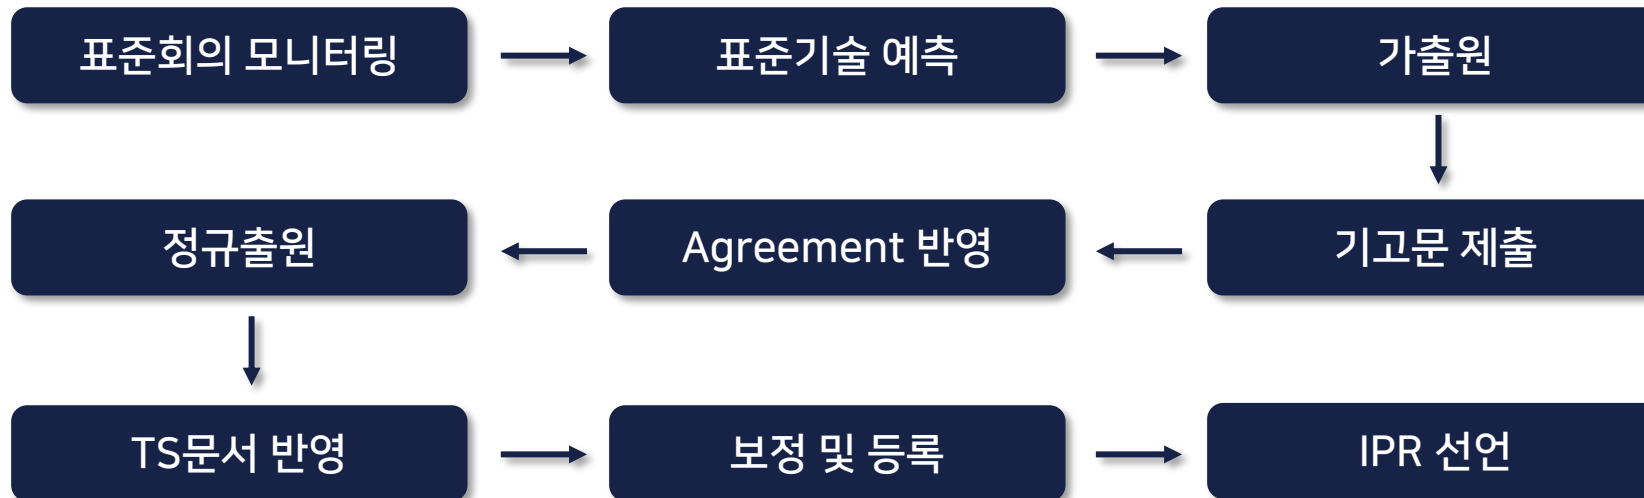 표준회의 모니터링
표준기술 예측
가출원
기고문 제출
Agreement 반영
정규출원
TS문서 반영
보정 및 등록
IPR 선언